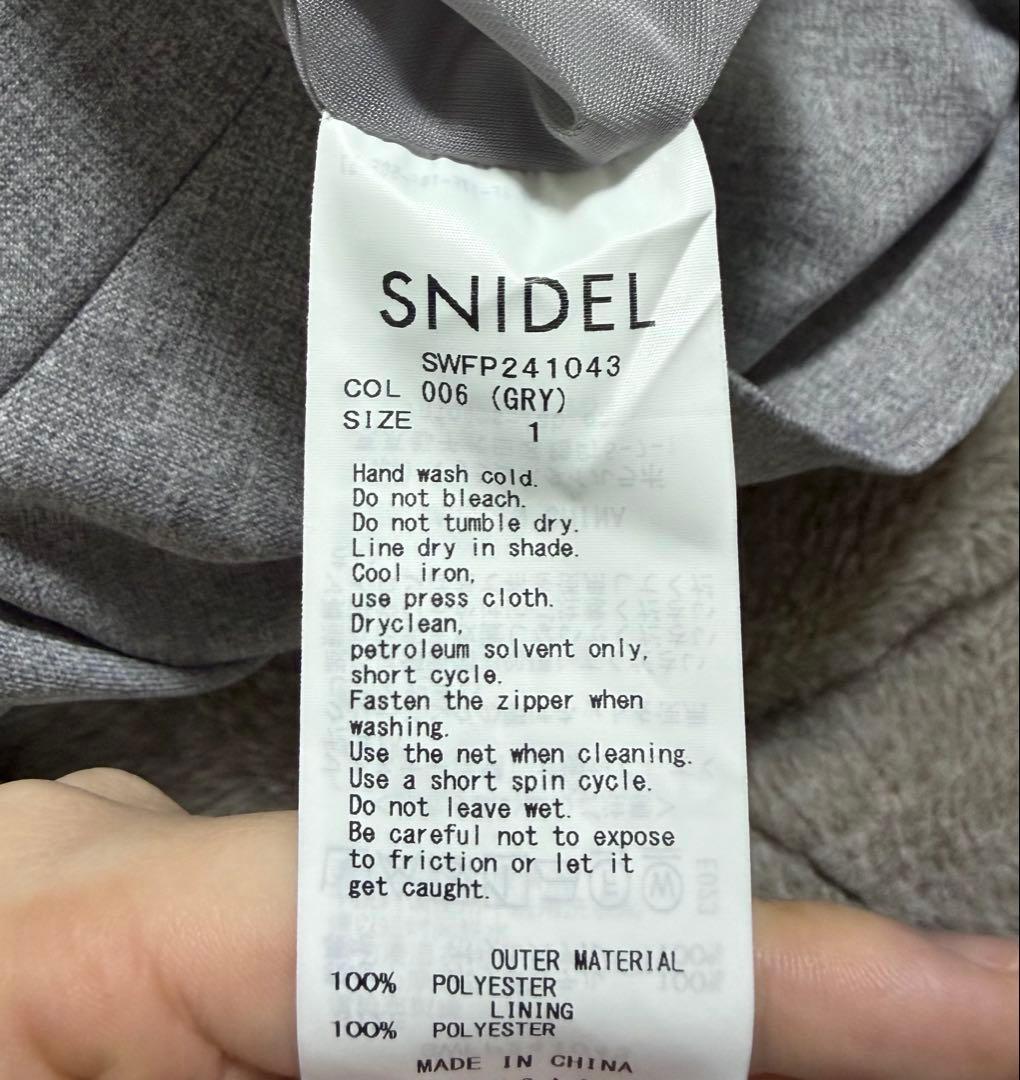 SNIDEL
SWFP241043
COL 006 (GRY)
SIZE 1
Hand wash cold.
Do not bleach.
Do not tumble dry.
Line dry in shade.
Cool iron,
use press cloth.
Dryclean,
petroleum solvent only,
short cycle.
Fasten the zipper when
washing.
Use the net when cleaning.
Use a short spin cycle.
Do not leave wet.
Be careful not to expose
to friction or let it
get caught.
OUTER MATERIAL
100% POLYESTER
LINING
100% POLYESTER
MADE IN CHINA